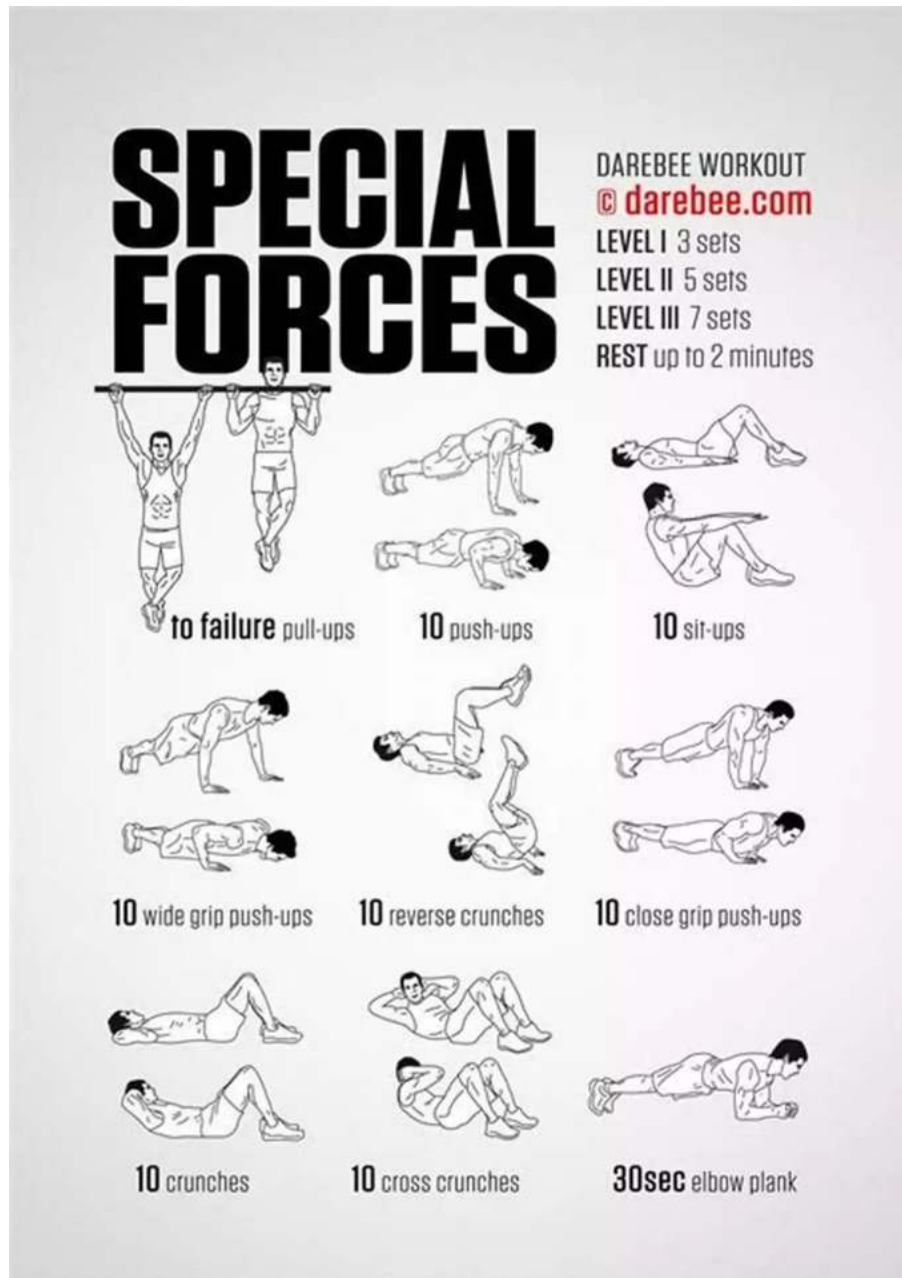 SPECIAL
FORCES
DAREBEE WORKOUT
© darebee.com
LEVEL I 3 sets
LEVEL II 5 sets
LEVEL III 7 sets
REST up to 2 minutes
to failure pull-ups
10 push-ups
10 sit-ups
10 wide grip push-ups
10 reverse crunches
10 close grip push-ups
10 crunches
10 cross crunches
30sec elbow plank